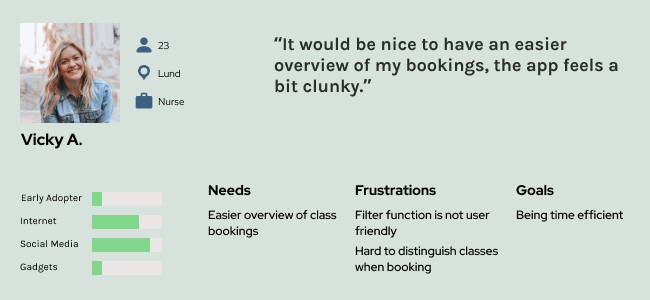 23
Lund
Nurse
Vicky A.
“It would be nice to have an easier
overview of my bookings, the app feels a
bit clunky.”
Early Adopter
Internet
Social Media
Gadgets
Needs
Easier overview of class
bookings
Frustrations
Filter function is not user
friendly
Hard to distinguish classes
when booking
Goals
Being time efficient